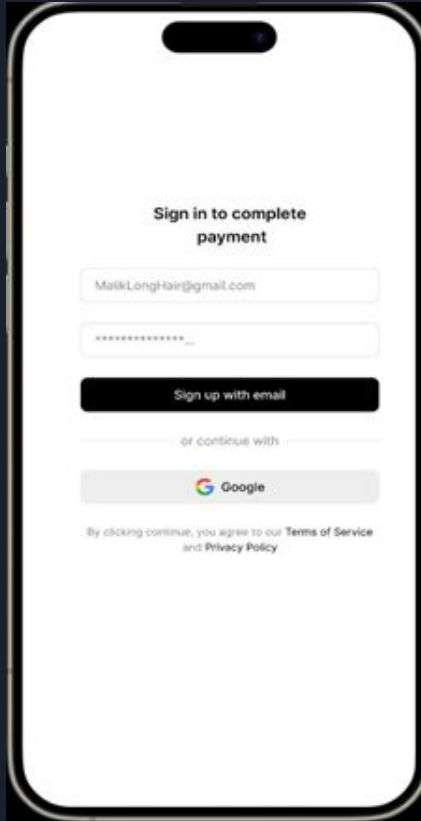 Sign in to complete
payment
MalikLongHair@gmail.com
**************_
Sign up with email
or continue with
Google
By clicking continue, you agree to our Terms of Service
and Privacy Policy